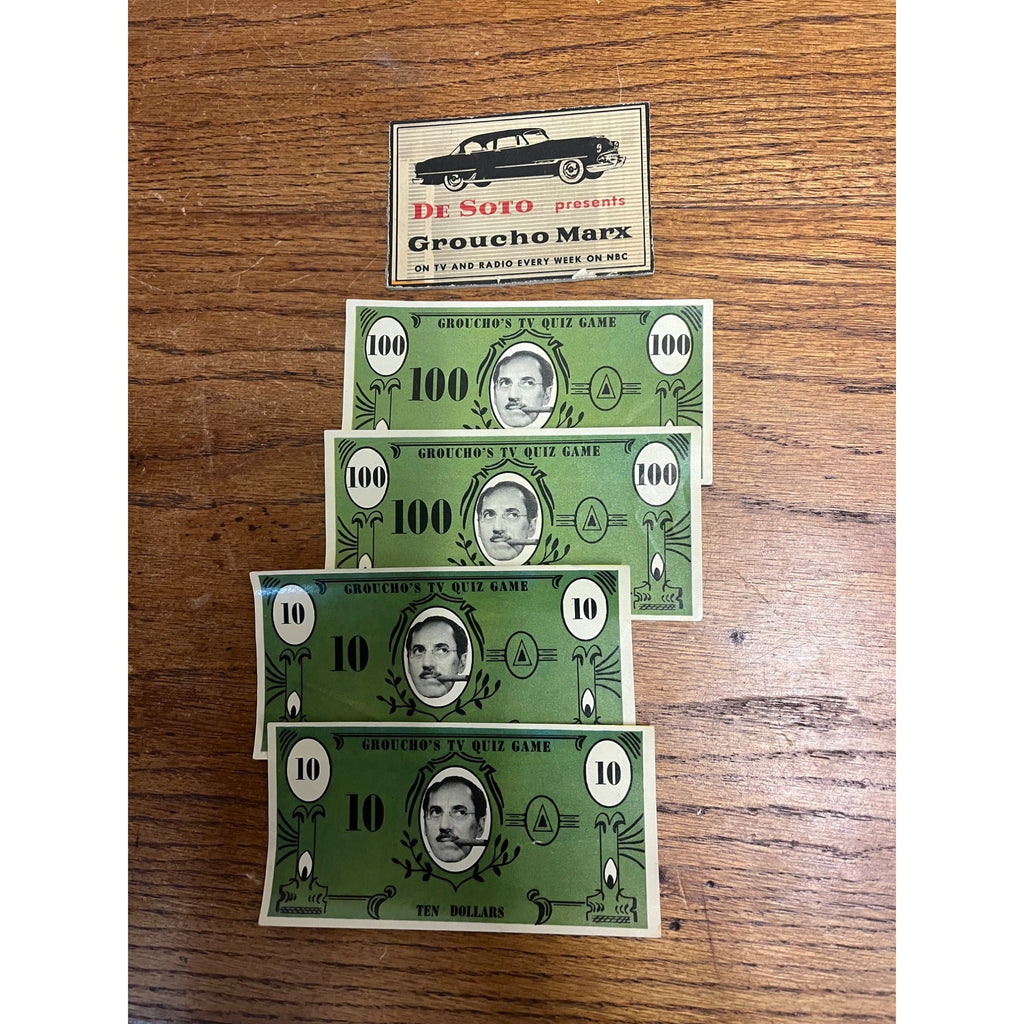 DE SOTO presents
Groucho Marx
ON TV AND RADIO EVERY WEEK ON NBC
GROUCHO'S TV QUIZ GAME
100 100
100
GROUCHO'S TV QUIZ GAME
100 100
100
GROUCHO'S TV QUIZ GAME
10 10
10
GROUCHO'S TV QUIZ GAME
10 10
10
TEN DOLLARS